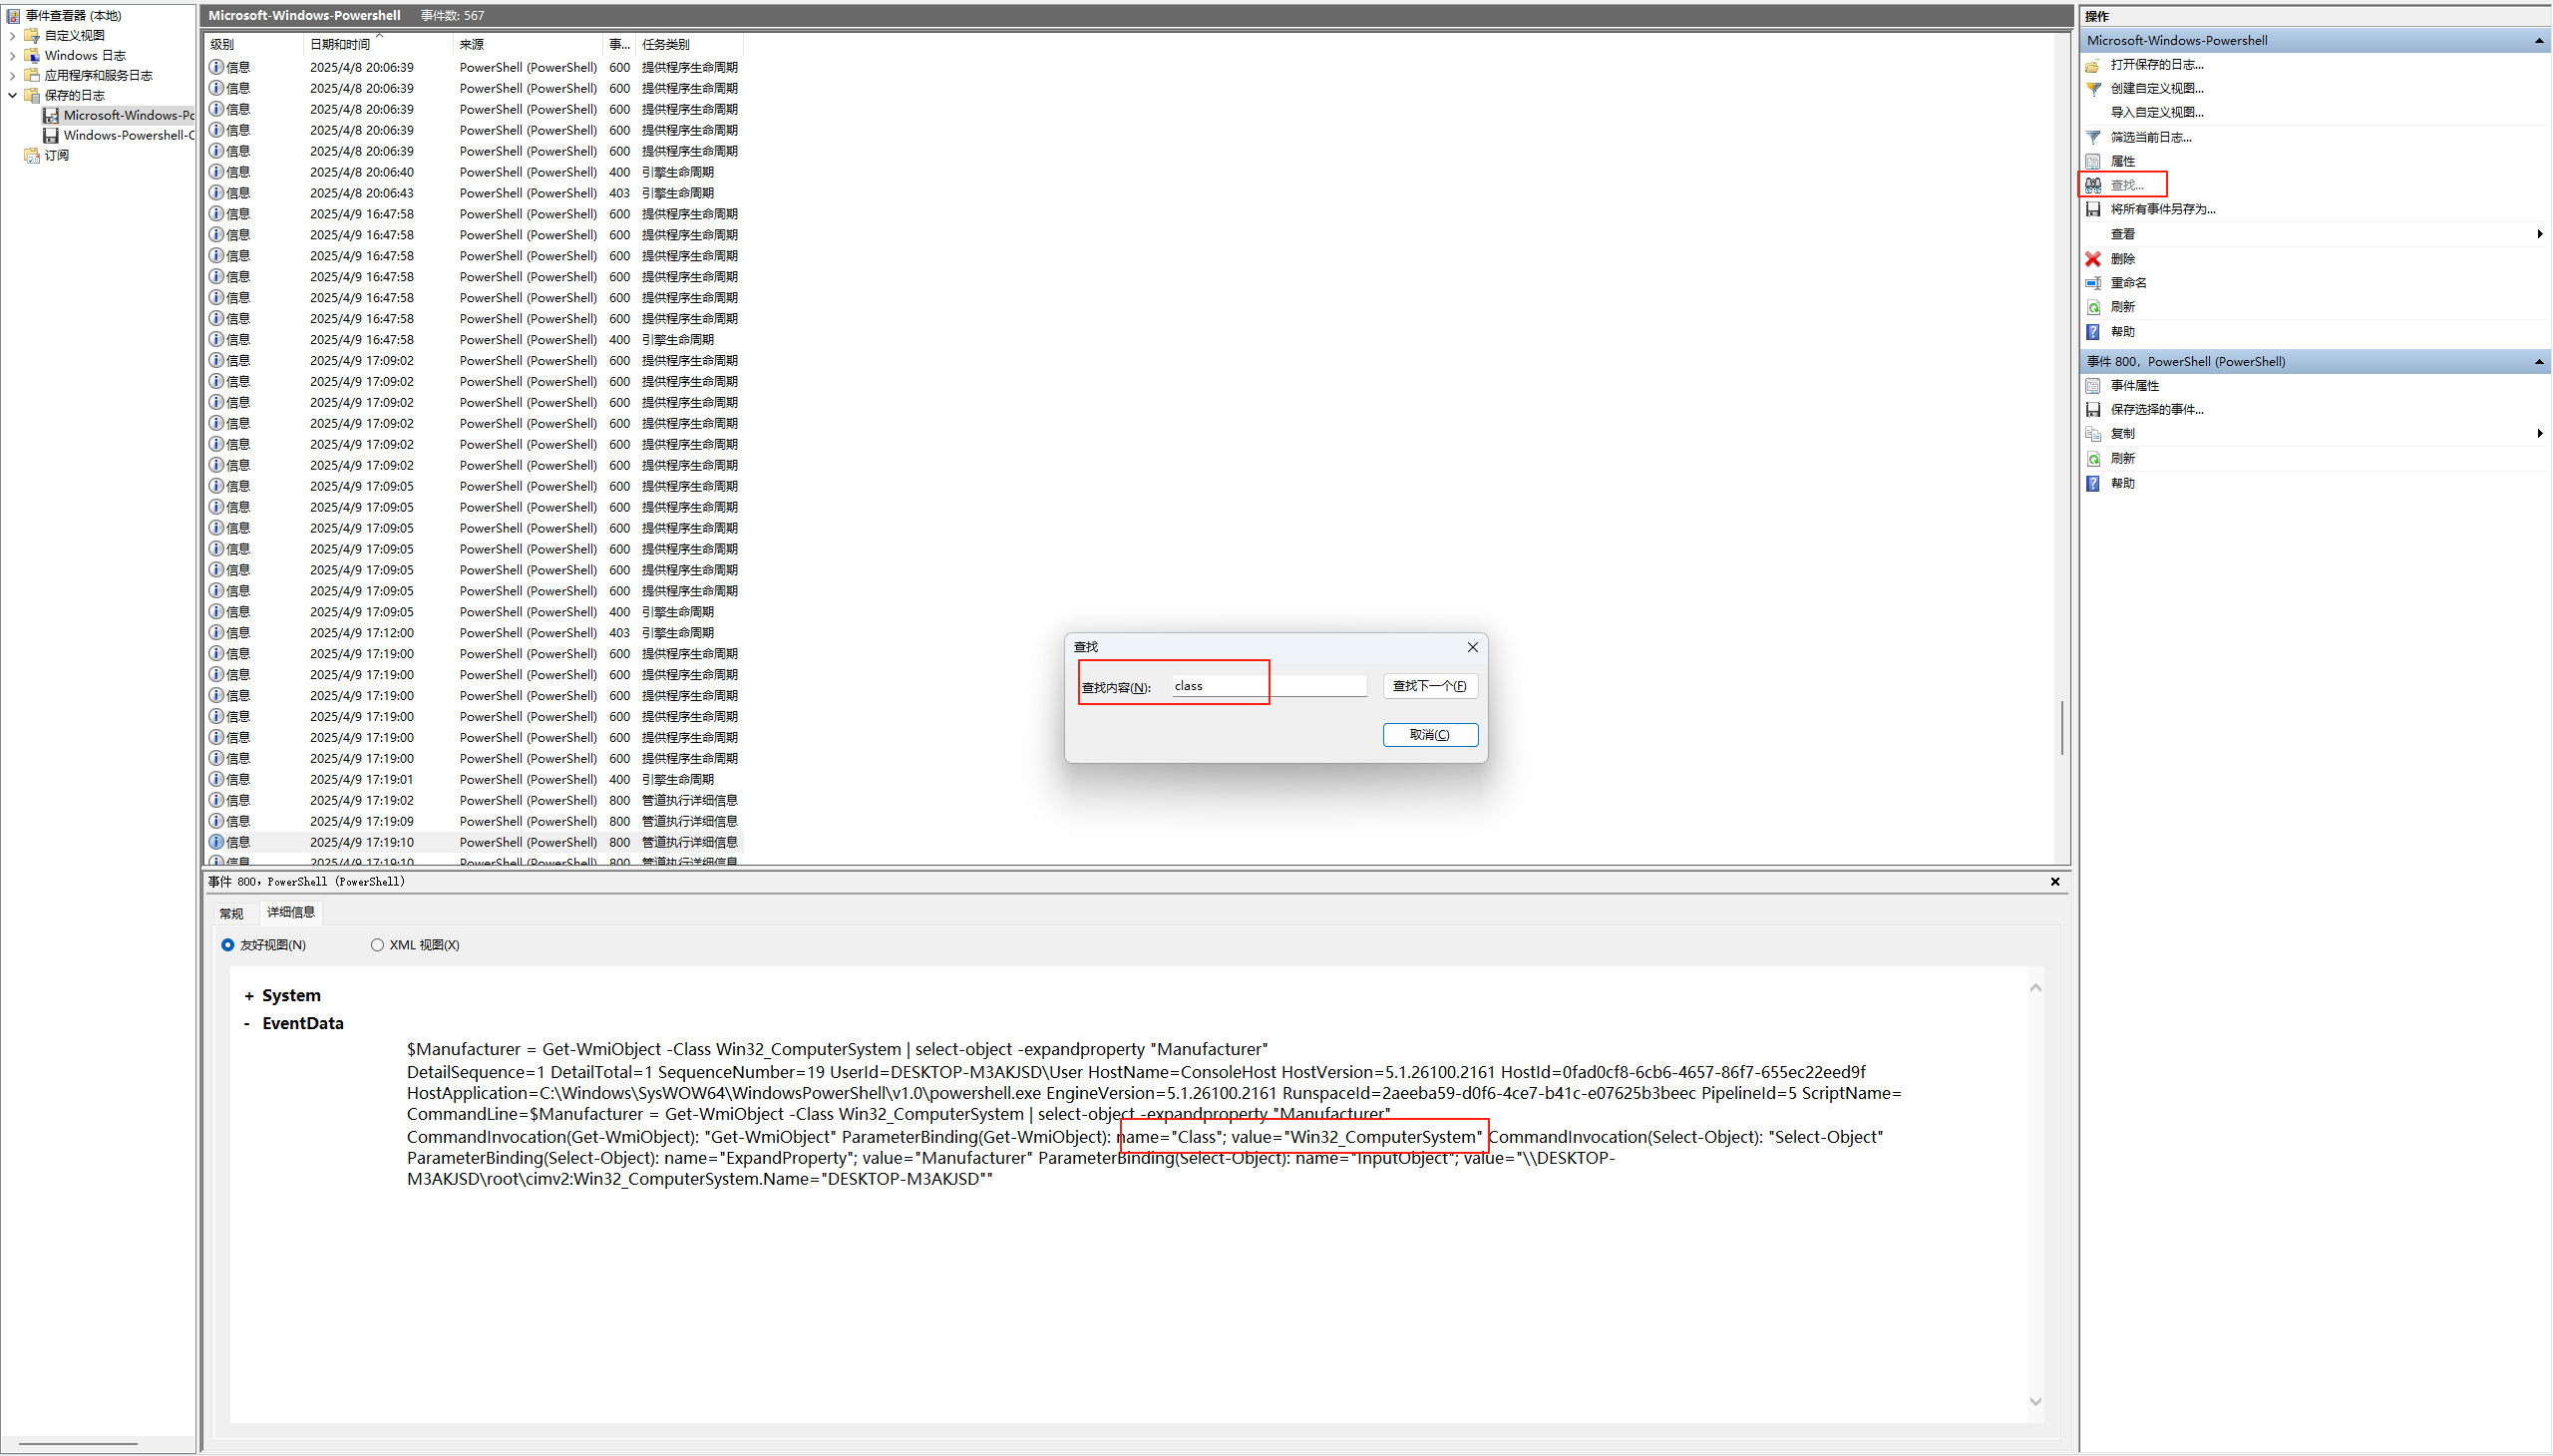 事件查看器 (本地)
自定义视图
Windows 日志
应用程序和服务日志
保存的日志
Microsoft-Windows-Pc
Windows-Powershell-C
订阅
Microsoft-Windows-Powershell 事件数: 567
级别 日期和时间 来源 事... 任务类别
信息 2025/4/8 20:06:39 PowerShell (PowerShell) 600 提供程序生命周期
信息 2025/4/8 20:06:39 PowerShell (PowerShell) 600 提供程序生命周期
信息 2025/4/8 20:06:39 PowerShell (PowerShell) 600 提供程序生命周期
信息 2025/4/8 20:06:39 PowerShell (PowerShell) 600 提供程序生命周期
信息 2025/4/8 20:06:39 PowerShell (PowerShell) 600 提供程序生命周期
信息 2025/4/8 20:06:40 PowerShell (PowerShell) 400 引擎生命周期
信息 2025/4/8 20:06:43 PowerShell (PowerShell) 403 引擎生命周期
信息 2025/4/9 16:47:58 PowerShell (PowerShell) 600 提供程序生命周期
信息 2025/4/9 16:47:58 PowerShell (PowerShell) 600 提供程序生命周期
信息 2025/4/9 16:47:58 PowerShell (PowerShell) 600 提供程序生命周期
信息 2025/4/9 16:47:58 PowerShell (PowerShell) 600 提供程序生命周期
信息 2025/4/9 16:47:58 PowerShell (PowerShell) 600 提供程序生命周期
信息 2025/4/9 16:47:58 PowerShell (PowerShell) 600 提供程序生命周期
信息 2025/4/9 16:47:58 PowerShell (PowerShell) 400 引擎生命周期
信息 2025/4/9 17:09:02 PowerShell (PowerShell) 600 提供程序生命周期
信息 2025/4/9 17:09:02 PowerShell (PowerShell) 600 提供程序生命周期
信息 2025/4/9 17:09:02 PowerShell (PowerShell) 600 提供程序生命周期
信息 2025/4/9 17:09:02 PowerShell (PowerShell) 600 提供程序生命周期
信息 2025/4/9 17:09:02 PowerShell (PowerShell) 600 提供程序生命周期
信息 2025/4/9 17:09:02 PowerShell (PowerShell) 600 提供程序生命周期
信息 2025/4/9 17:09:05 PowerShell (PowerShell) 600 提供程序生命周期
信息 2025/4/9 17:09:05 PowerShell (PowerShell) 600 提供程序生命周期
信息 2025/4/9 17:09:05 PowerShell (PowerShell) 600 提供程序生命周期
信息 2025/4/9 17:09:05 PowerShell (PowerShell) 600 提供程序生命周期
信息 2025/4/9 17:09:05 PowerShell (PowerShell) 600 提供程序生命周期
信息 2025/4/9 17:09:05 PowerShell (PowerShell) 600 提供程序生命周期
信息 2025/4/9 17:09:05 PowerShell (PowerShell) 400 引擎生命周期
信息 2025/4/9 17:12:00 PowerShell (PowerShell) 403 引擎生命周期
信息 2025/4/9 17:19:00 PowerShell (PowerShell) 600 提供程序生命周期
信息 2025/4/9 17:19:00 PowerShell (PowerShell) 600 提供程序生命周期
信息 2025/4/9 17:19:00 PowerShell (PowerShell) 600 提供程序生命周期
信息 2025/4/9 17:19:00 PowerShell (PowerShell) 600 提供程序生命周期
信息 2025/4/9 17:19:00 PowerShell (PowerShell) 600 提供程序生命周期
信息 2025/4/9 17:19:00 PowerShell (PowerShell) 600 提供程序生命周期
信息 2025/4/9 17:19:01 PowerShell (PowerShell) 400 引擎生命周期
信息 2025/4/9 17:19:02 PowerShell (PowerShell) 800 管道执行详细信息
信息 2025/4/9 17:19:09 PowerShell (PowerShell) 800 管道执行详细信息
信息 2025/4/9 17:19:10 PowerShell (PowerShell) 800 管道执行详细信息
信息 2025/4/9 17:19:10 PowerShell (PowerShell) 800 管道执行详细信息
查找
查找内容(N): class 查找下一个(F)
取消(C)
事件 800, PowerShell (PowerShell)
常规 详细信息
友好视图(N) XML 视图(X)
+ System
- EventData
$Manufacturer = Get-WmiObject -Class Win32_ComputerSystem | select-object -expandproperty "Manufacturer"
DetailSequence=1 DetailTotal=1 SequenceNumber=19 UserId=DESKTOP-M3AKJSD\User HostName=ConsoleHost HostVersion=5.1.26100.2161 HostId=0fad0cf8-6cb6-4657-86f7-655ec22eed9f
HostApplication=C:\Windows\SysWOW64\WindowsPowerShell\v1.0\powershell.exe EngineVersion=5.1.26100.2161 RunspaceId=2aeeba59-d0f6-4ce7-b41c-e07625b3beec PipelineId=5 ScriptName=
CommandLine=$Manufacturer = Get-WmiObject -Class Win32_ComputerSystem | select-object -expandproperty "Manufacturer"
CommandInvocation(Get-WmiObject): "Get-WmiObject" ParameterBinding(Get-WmiObject): name="Class"; value="Win32_ComputerSystem" CommandInvocation(Select-Object): "Select-Object"
ParameterBinding(Select-Object): name="ExpandProperty"; value="Manufacturer" ParameterBinding(Select-Object): name="InputObject"; value="\\DESKTOP-
M3AKJSD\root\cimv2:Win32_ComputerSystem.Name="DESKTOP-M3AKJSD""
操作
Microsoft-Windows-Powershell
打开保存的日志...
创建自定义视图...
导入自定义视图...
筛选当前日志...
属性
查找...
将所有事件另存为...
查看
删除
重命名
刷新
帮助
事件 800, PowerShell (PowerShell)
事件属性
保存选择的事件...
复制
刷新
帮助